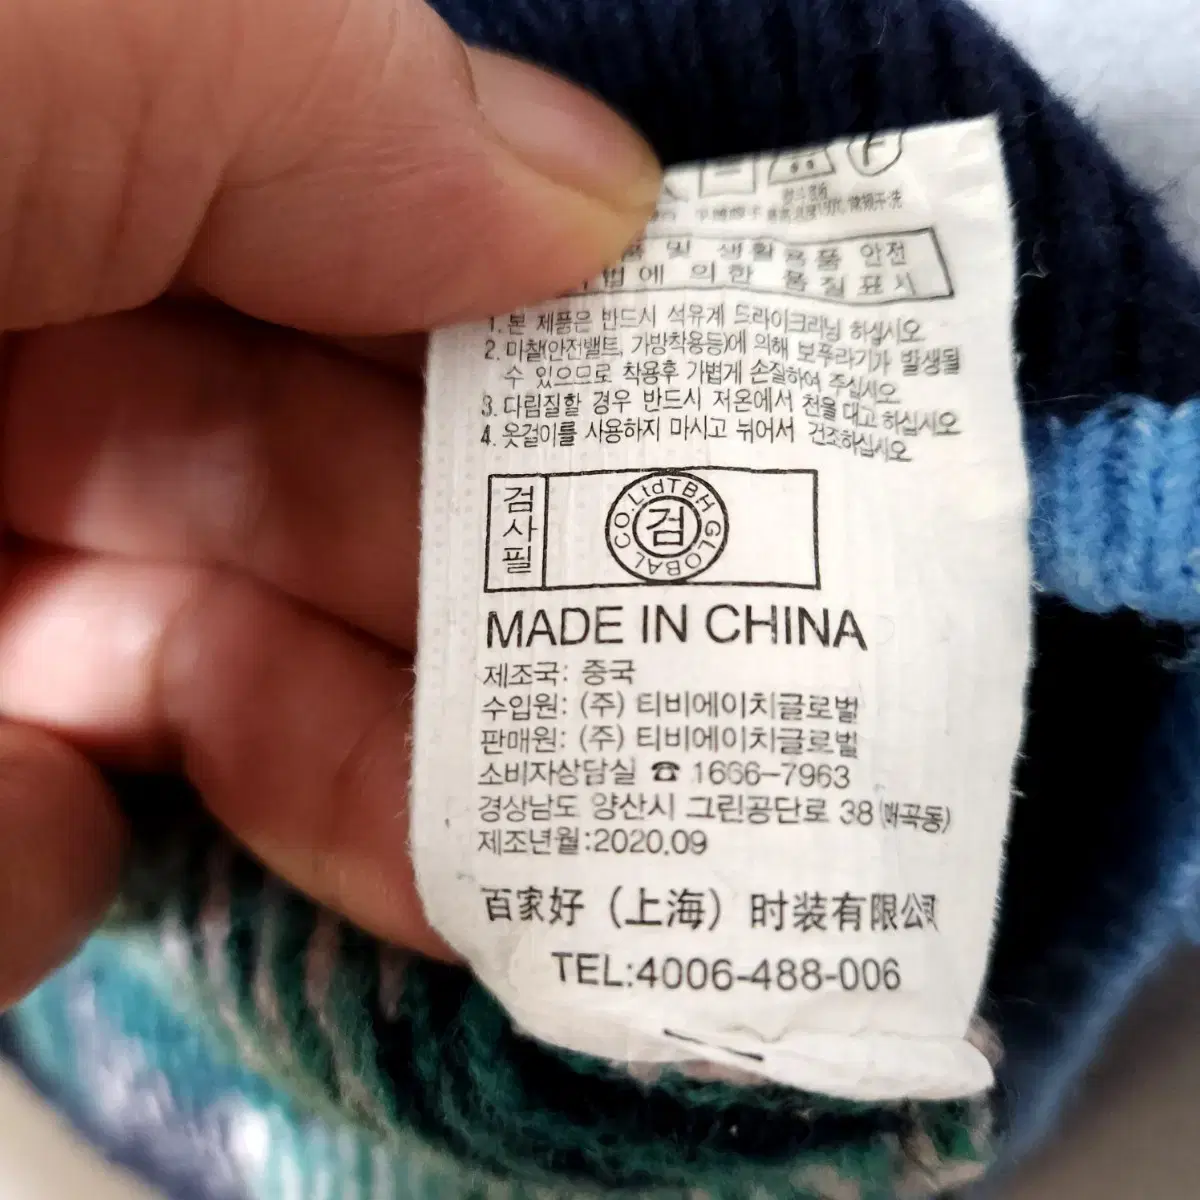 품 및 생활용품 안전
법에 의한 품질표시
1. 본 제품은 반드시 석유계 드라이크리닝 하십시오
2. 마찰(안전밸트, 가방착용등)에 의해 보푸라기가 발생될
수 있으므로 착용후 가볍게 손질하여 주십시오
3. 다림질할 경우 반드시 저온에서 천을 대고 하십시오
4. 옷걸이를 사용하지 마시고 뉘어서 건조하십시오
검사필
검
TBH GLOBAL CO.Ltd
MADE IN CHINA
제조국: 중국
수입원: (주) 티비에이치글로벌
판매원: (주) 티비에이치글로벌
소비자상담실 ☎ 1666-7963
경상남도 양산시 그린공단로 38 (매곡동)
제조년월:2020.09
百家好（上海）时装有限公司
TEL:4006-488-006